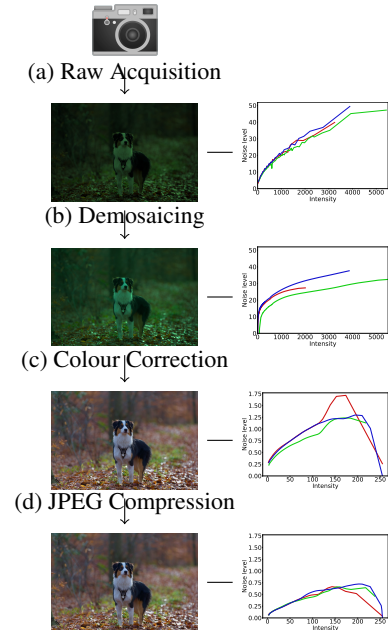 (a) Raw Acquisition
50
40
30
20
10
0
Noise level
0 1000 2000 3000 4000 5000
Intensity
(b) Demosaicing
50
40
30
20
10
0
Noise level
0 1000 2000 3000 4000 5000
Intensity
(c) Colour Correction
1.75
1.50
1.25
1.00
0.75
0.50
0.25
0.00
Noise level
0 50 100 150 200 250
Intensity
(d) JPEG Compression
1.75
1.50
1.25
1.00
0.75
0.50
0.25
0.00
Noise level
0 50 100 150 200 250
Intensity